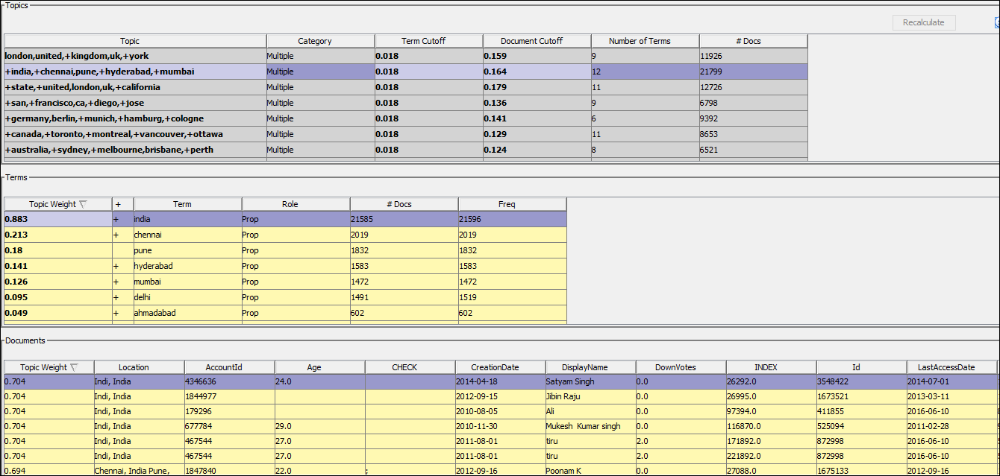 Topics
Recalculate
Topic Category Term Cutoff Document Cutoff Number of Terms # Docs
london,united,+kingdom,uk,+york Multiple 0.018 0.159 9 11926
+india,+chennai,pune,+hyderabad,+mumbai Multiple 0.018 0.164 12 21799
+state,+united,london,uk,+california Multiple 0.018 0.179 11 12726
+san,+francisco,ca,+diego,+jose Multiple 0.018 0.136 9 6798
+germany,berlin,+munich,+hamburg,+cologne Multiple 0.018 0.141 6 9392
+canada,+toronto,+montreal,+vancouver,+ottawa Multiple 0.018 0.129 11 8653
+australia,+sydney,+melbourne,brisbane,+perth Multiple 0.018 0.124 8 6521
Terms
Topic Weight + Term Role # Docs Freq
0.883 + india Prop 21585 21596
0.213 + chennai Prop 2019 2019
0.18 pune Prop 1832 1832
0.141 + hyderabad Prop 1583 1583
0.126 + mumbai Prop 1472 1472
0.095 + delhi Prop 1491 1519
0.049 + ahmadabad Prop 602 602
Documents
Topic Weight Location AccountId Age CHECK CreationDate DisplayName DownVotes INDEX Id LastAccessDate
0.704 Indi, India 4346636 24.0 2014-04-18 Satyam Singh 0.0 26292.0 3548422 2014-07-01
0.704 Indi, India 1844977 2012-09-15 Jibin Raju 0.0 26995.0 1673521 2013-03-11
0.704 Indi, India 179296 2010-08-05 Ali 0.0 97394.0 411855 2016-06-10
0.704 Indi, India 677784 29.0 2010-11-30 Mukesh Kumar singh 0.0 116870.0 525094 2011-02-28
0.704 Indi, India 467544 27.0 2011-08-01 tiru 2.0 171892.0 872998 2016-06-10
0.704 Indi, India 467544 27.0 2011-08-01 tiru 2.0 221892.0 872998 2016-06-10
0.694 Chennai, India Pune, 1847840 22.0 ; 2012-09-16 Poonam K 0.0 27088.0 1675133 2012-09-16